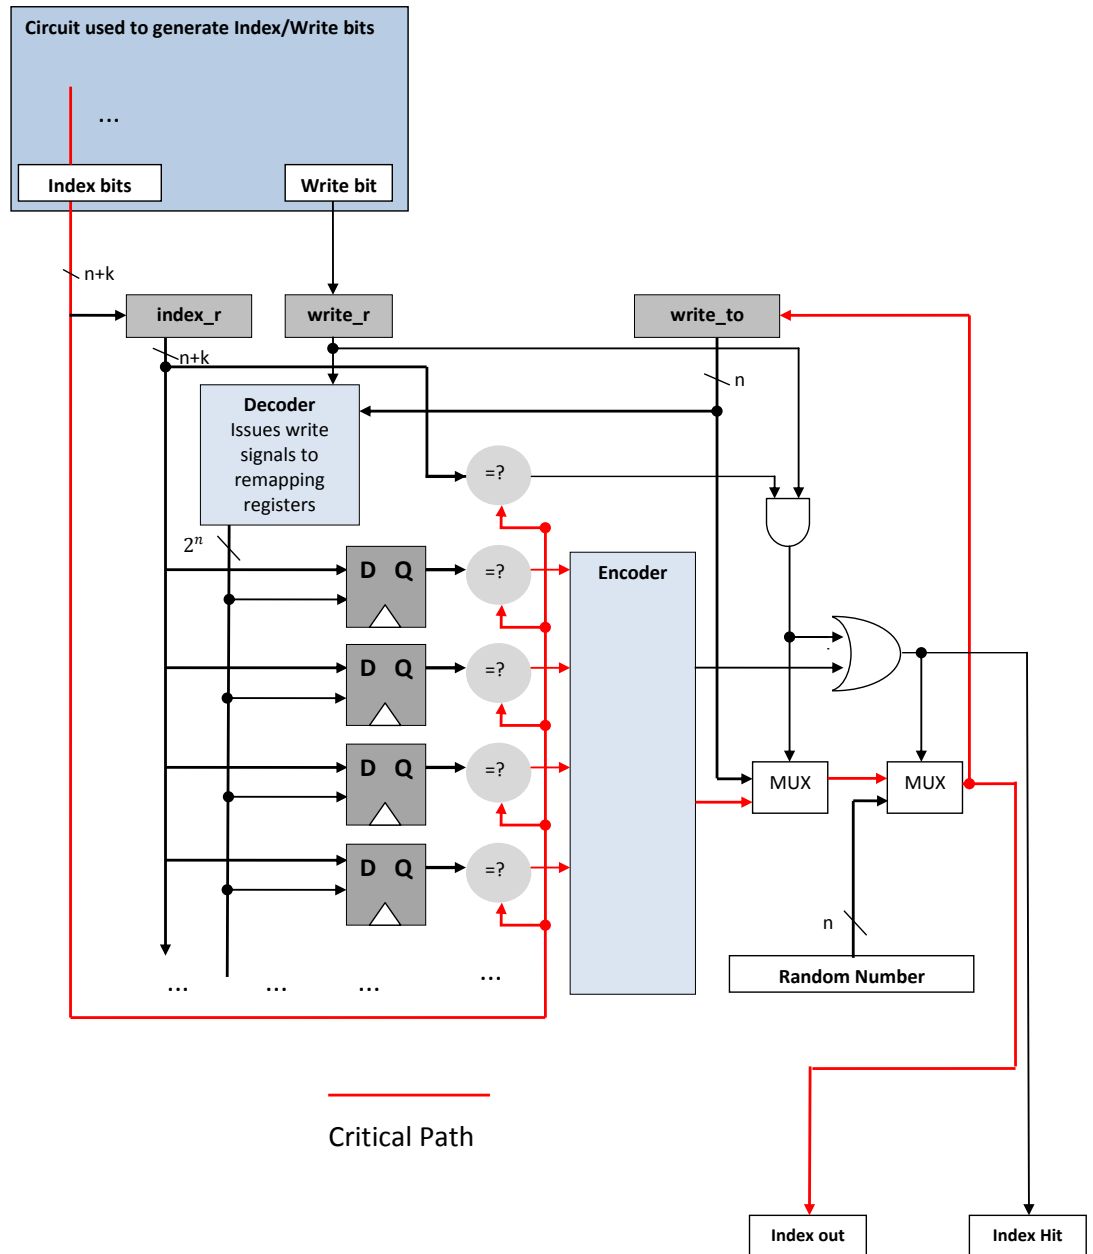 Circuit used to generate Index/Write bits
...
Index bits
Write bit
n+k
index_r
write_r
write_to
n+k
n
Decoder
Issues write
signals to
remapping
registers
=?
2ⁿ
D Q
=?
Encoder
D Q
=?
D Q
=?
MUX
MUX
D Q
=?
n
Random Number
...
...
...
...
Critical Path
Index out
Index Hit